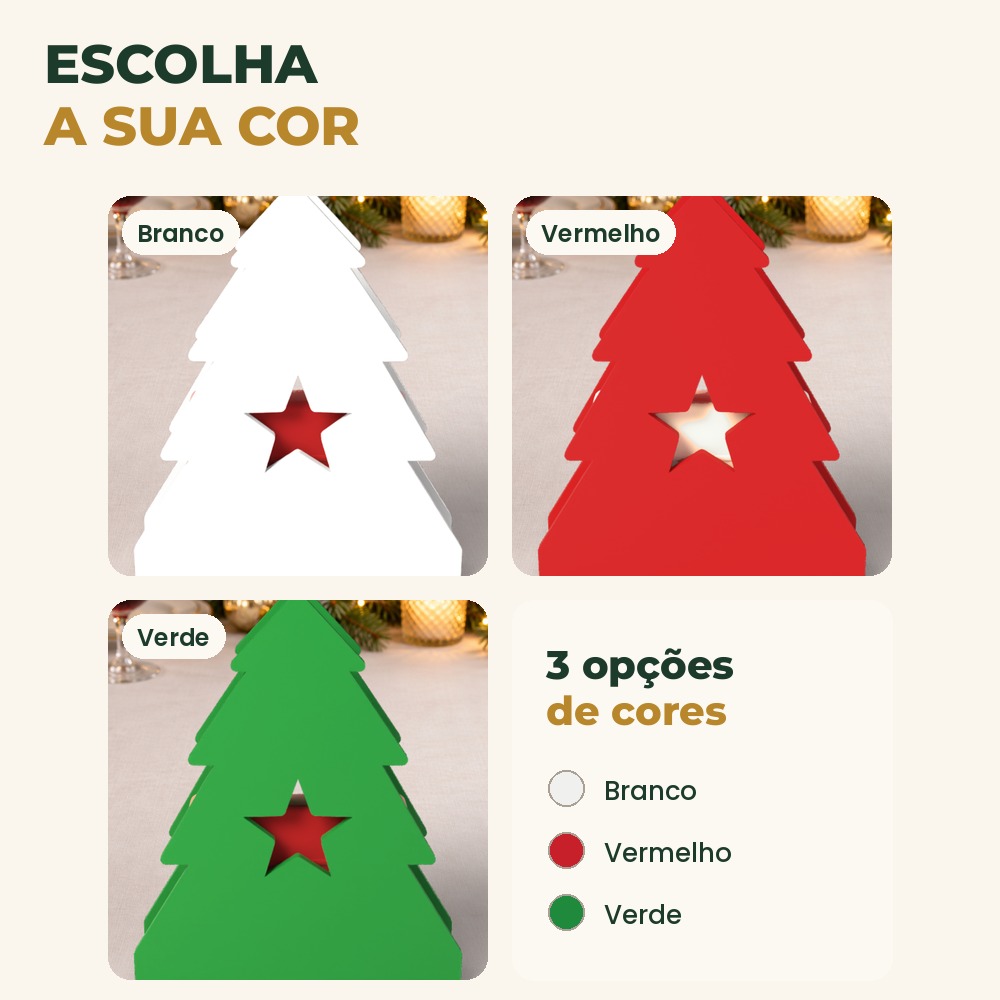 ESCOLHA
A SUA COR
Branco
Vermelho
Verde
3 opções
de cores
Branco
Vermelho
Verde